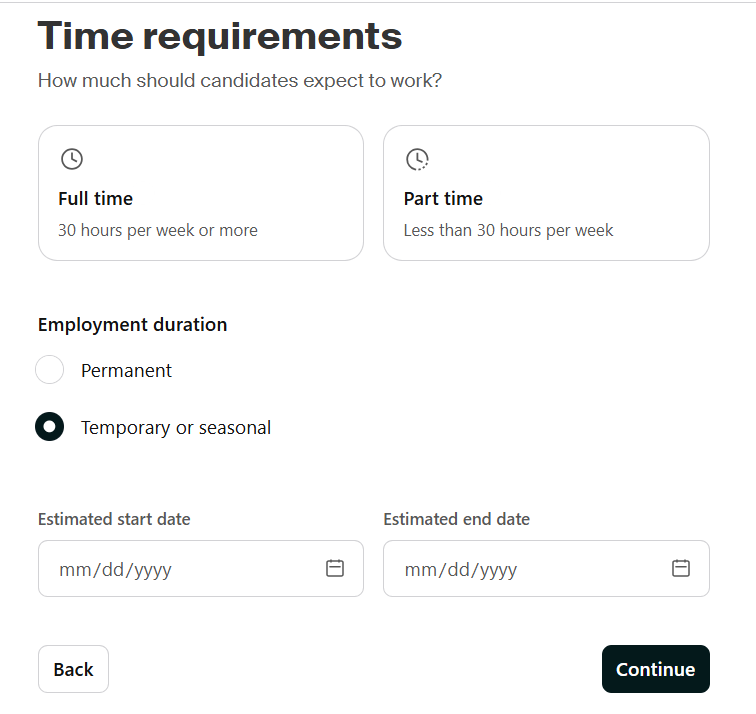 Time requirements
How much should candidates expect to work?
Full time
30 hours per week or more
Part time
Less than 30 hours per week
Employment duration
Permanent
Temporary or seasonal
Estimated start date
mm/dd/yyyy
Estimated end date
mm/dd/yyyy
Back
Continue